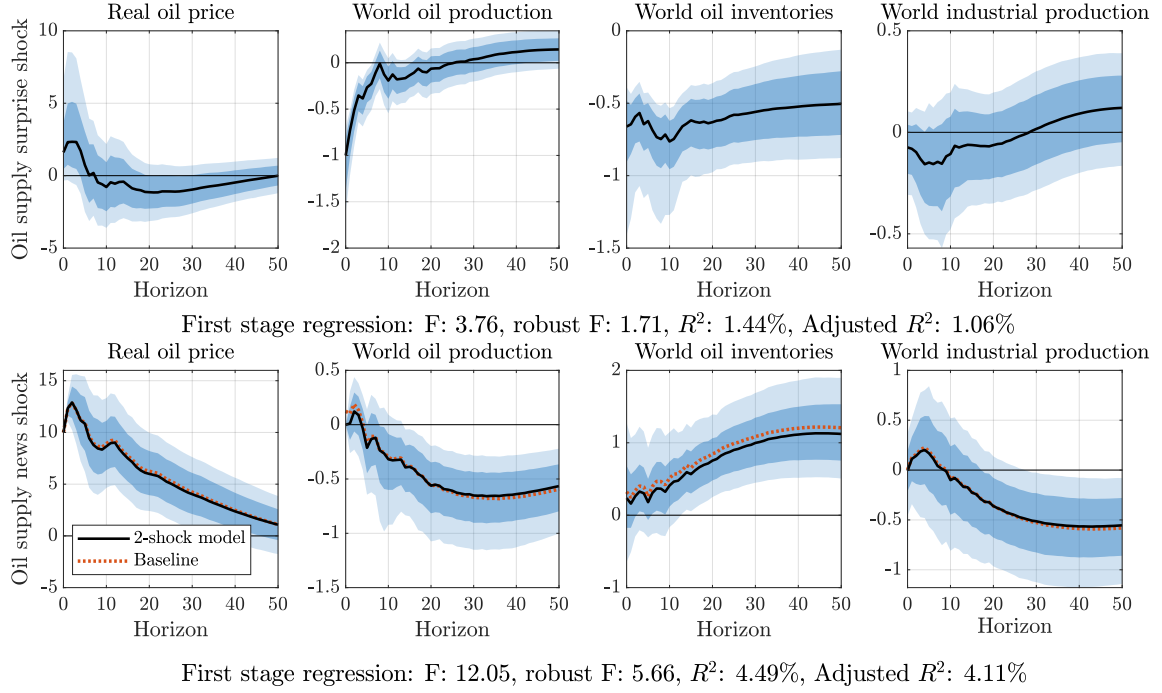 Real oil price
World oil production
World oil inventories
World industrial production
Oil supply surprise shock
10
5
0
-5
0 10 20 30 40 50
Horizon
0
-0.5
-1
-1.5
-2
0 10 20 30 40 50
Horizon
0
-0.5
-1
-1.5
0 10 20 30 40 50
Horizon
0.5
0
-0.5
0 10 20 30 40 50
Horizon
First stage regression: F: 3.76, robust F: 1.71, R²: 1.44%, Adjusted R²: 1.06%
Real oil price
World oil production
World oil inventories
World industrial production
Oil supply news shock
15
10
5
0
-5
2-shock model
Baseline
0 10 20 30 40 50
Horizon
0.5
0
-0.5
-1
-1.5
0 10 20 30 40 50
Horizon
2
1
0
-1
0 10 20 30 40 50
Horizon
1
0.5
0
-0.5
-1
0 10 20 30 40 50
Horizon
First stage regression: F: 12.05, robust F: 5.66, R²: 4.49%, Adjusted R²: 4.11%